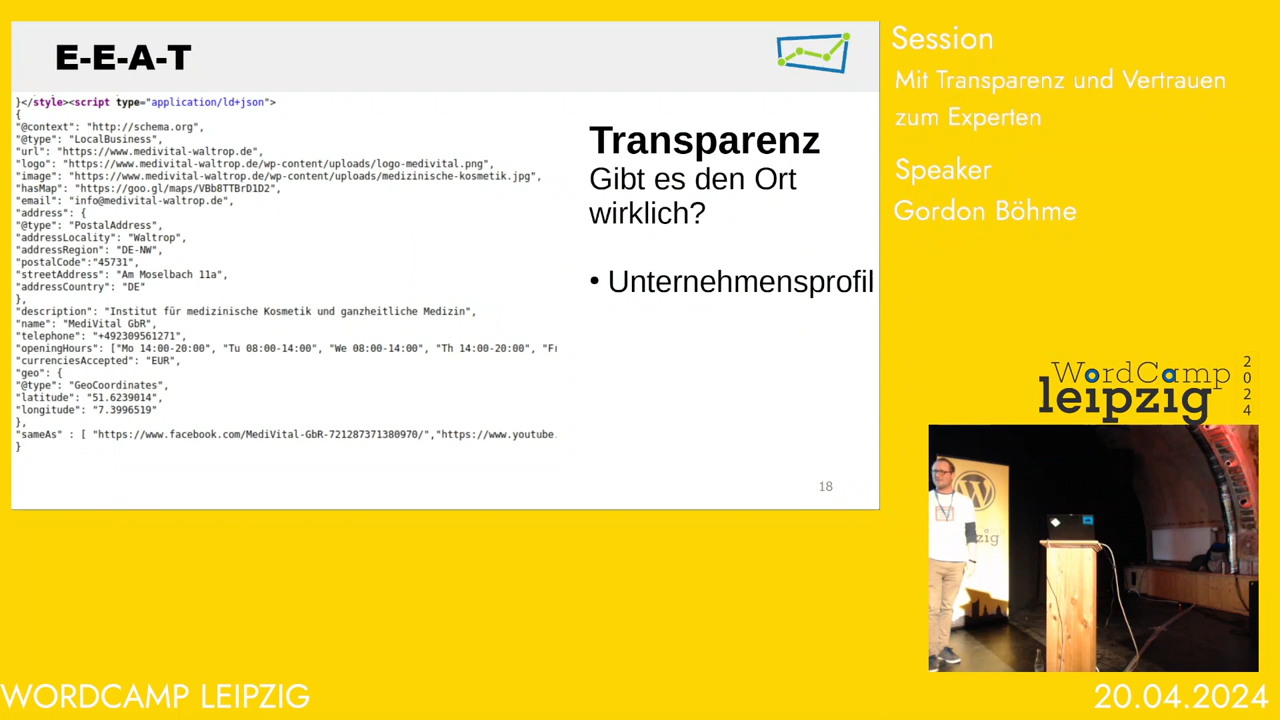 E-E-A-T
}</style><script type="application/ld+json">
{
"@context": "http://schema.org",
"@type": "LocalBusiness",
"url": "https://www.medivital-waltrop.de",
"logo": "https://www.medivital-waltrop.de/wp-content/uploads/logo-medivital.png",
"image": "https://www.medivital-waltrop.de/wp-content/uploads/medizinische-kosmetik.jpg",
"hasMap": "https://goo.gl/maps/VBb8TTBrD1D2",
"email": "info@medivital-waltrop.de",
"address": {
"@type": "PostalAddress",
"addressLocality": "Waltrop",
"addressRegion": "DE-NW",
"postalCode":"45731",
"streetAddress": "Am Moselbach 11a",
"addressCountry": "DE"
},
"description": "Institut für medizinische Kosmetik und ganzheitliche Medizin",
"name": "MediVital GbR",
"telephone": "+492309561271",
"openingHours": ["Mo 14:00-20:00", "Tu 08:00-14:00", "We 08:00-14:00", "Th 14:00-20:00", "Fr
"currenciesAccepted": "EUR",
"geo": {
"@type": "GeoCoordinates",
"latitude": "51.6239014",
"longitude": "7.3996519"
},
"sameAs" : [ "https://www.facebook.com/MediVital-GbR-721287371380970/","https://www.youtube.
}
Transparenz
Gibt es den Ort
wirklich?
• Unternehmensprofil
18
Session
Mit Transparenz und Vertrauen
zum Experten
Speaker
Gordon Böhme
WordCamp
leipzig
2024
zig
WORDCAMP LEIPZIG
20.04.2024